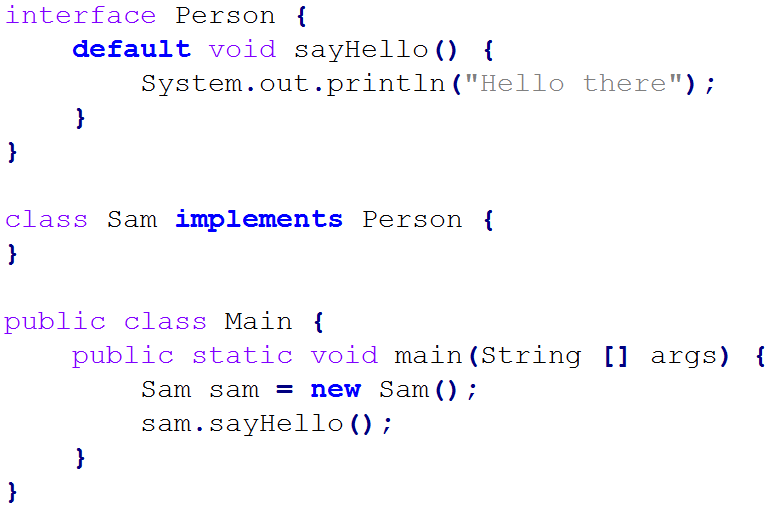 interface Person {
    default void sayHello() {
        System.out.println("Hello there");
    }
}

class Sam implements Person {
}

public class Main {
    public static void main(String [] args) {
        Sam sam = new Sam();
        sam.sayHello();
    }
}